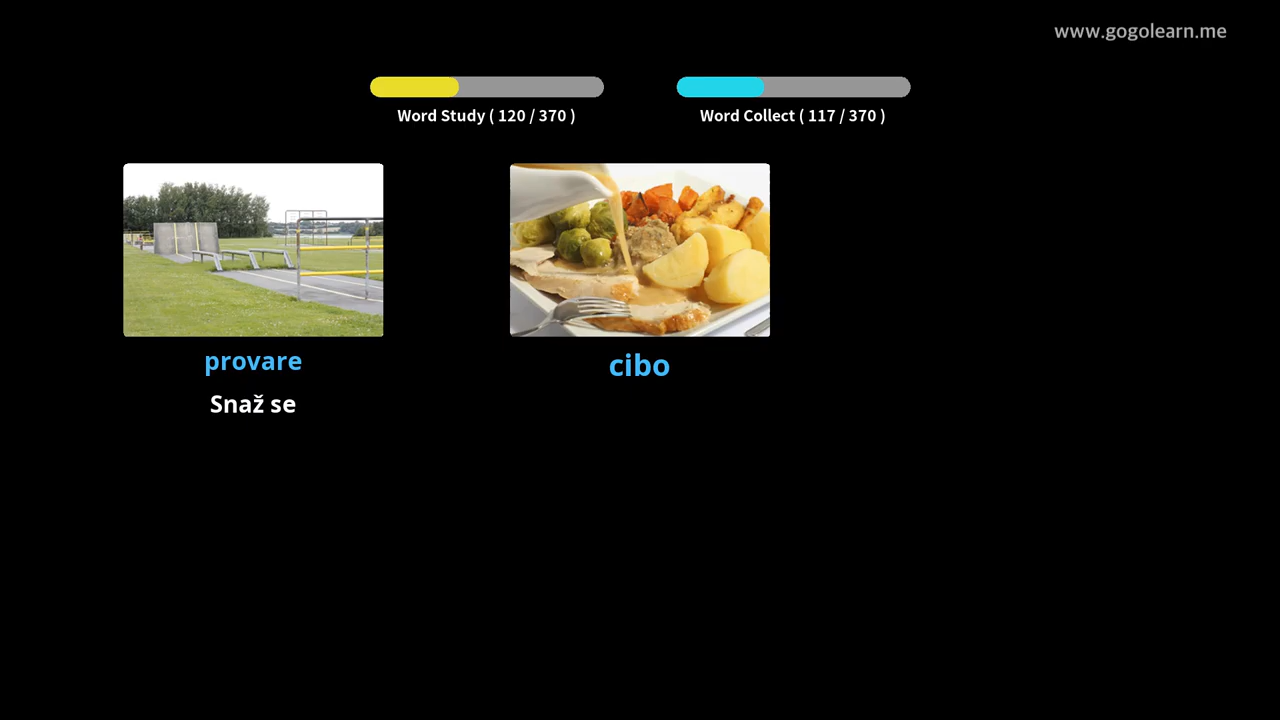 www.gogolearn.me
Word Study ( 120 / 370 )
Word Collect ( 117 / 370 )
provare
Snaž se
cibo